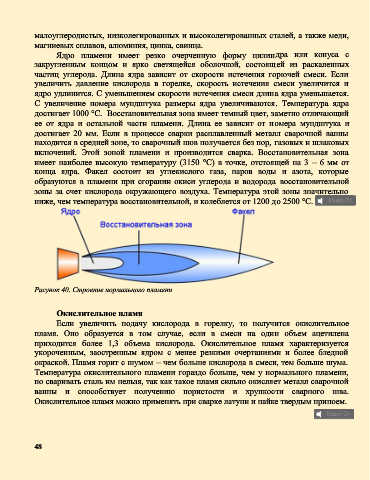 малоуглеродистых, низколегированных и высоколегированных сталей, а также меди,
магниевых сплавов, алюминия, цинка, свинца.
Ядро пламени имеет резко очерченную форму цилиндра или конуса с
закругленным концом и ярко светящейся оболочкой, состоящей из раскаленных
частиц углерода. Длина ядра зависит от скорости истечения горючей смеси. Если
увеличить давление кислорода в горелке, скорость истечения смеси увеличится и
ядро удлинится. С уменьшением скорости истечения смеси длина ядра уменьшается.
С увеличение номера мундштука размеры ядра увеличиваются. Температура ядра
достигает 1000 °С. Восстановительная зона имеет темный цвет, заметно отличающий
ее от ядра и остальной части пламени. Длина ее зависит от номера мундштука и
достигает 20 мм. Если в процессе сварки расплавленный металл сварочной ванны
находится в средней зоне, то сварочный шов получается без пор, газовых и шлаковых
включений. Этой зоной пламени и производится сварка. Восстановительная зона
имеет наиболее высокую температуру (3150 °С) в точке, отстоящей на 3 – 6 мм от
конца ядра. Факел состоит из углекислого газа, паров воды и азота, которые
образуются в пламени при сгорании окиси углерода и водорода восстановительной
зоны за счет кислорода окружающего воздуха. Температура этой зоны значительно
ниже, чем температура восстановительной, и колеблется от 1200 до 2500 °С.
Ядро Факел
Восстановительная зона
Рисунок 40. Строение нормального пламени
Окислительное пламя
Если увеличить подачу кислорода в горелку, то получится окислительное
пламя. Оно образуется в том случае, если в смеси на один объем ацетилена
приходится более 1,3 объема кислорода. Окислительное пламя характеризуется
укороченным, заостренным ядром с менее резкими очертаниями и более бледной
окраской. Пламя горит с шумом – чем больше кислорода в смеси, тем больше шума.
Температура окислительного пламени гораздо больше, чем у нормального пламени,
но сваривать сталь им нельзя, так как такое пламя сильно окисляет металл сварочной
ванны и способствует получению пористости и хрупкости сварного шва.
Окислительное пламя можно применять при сварке латуни и пайке твердым припоем.
48